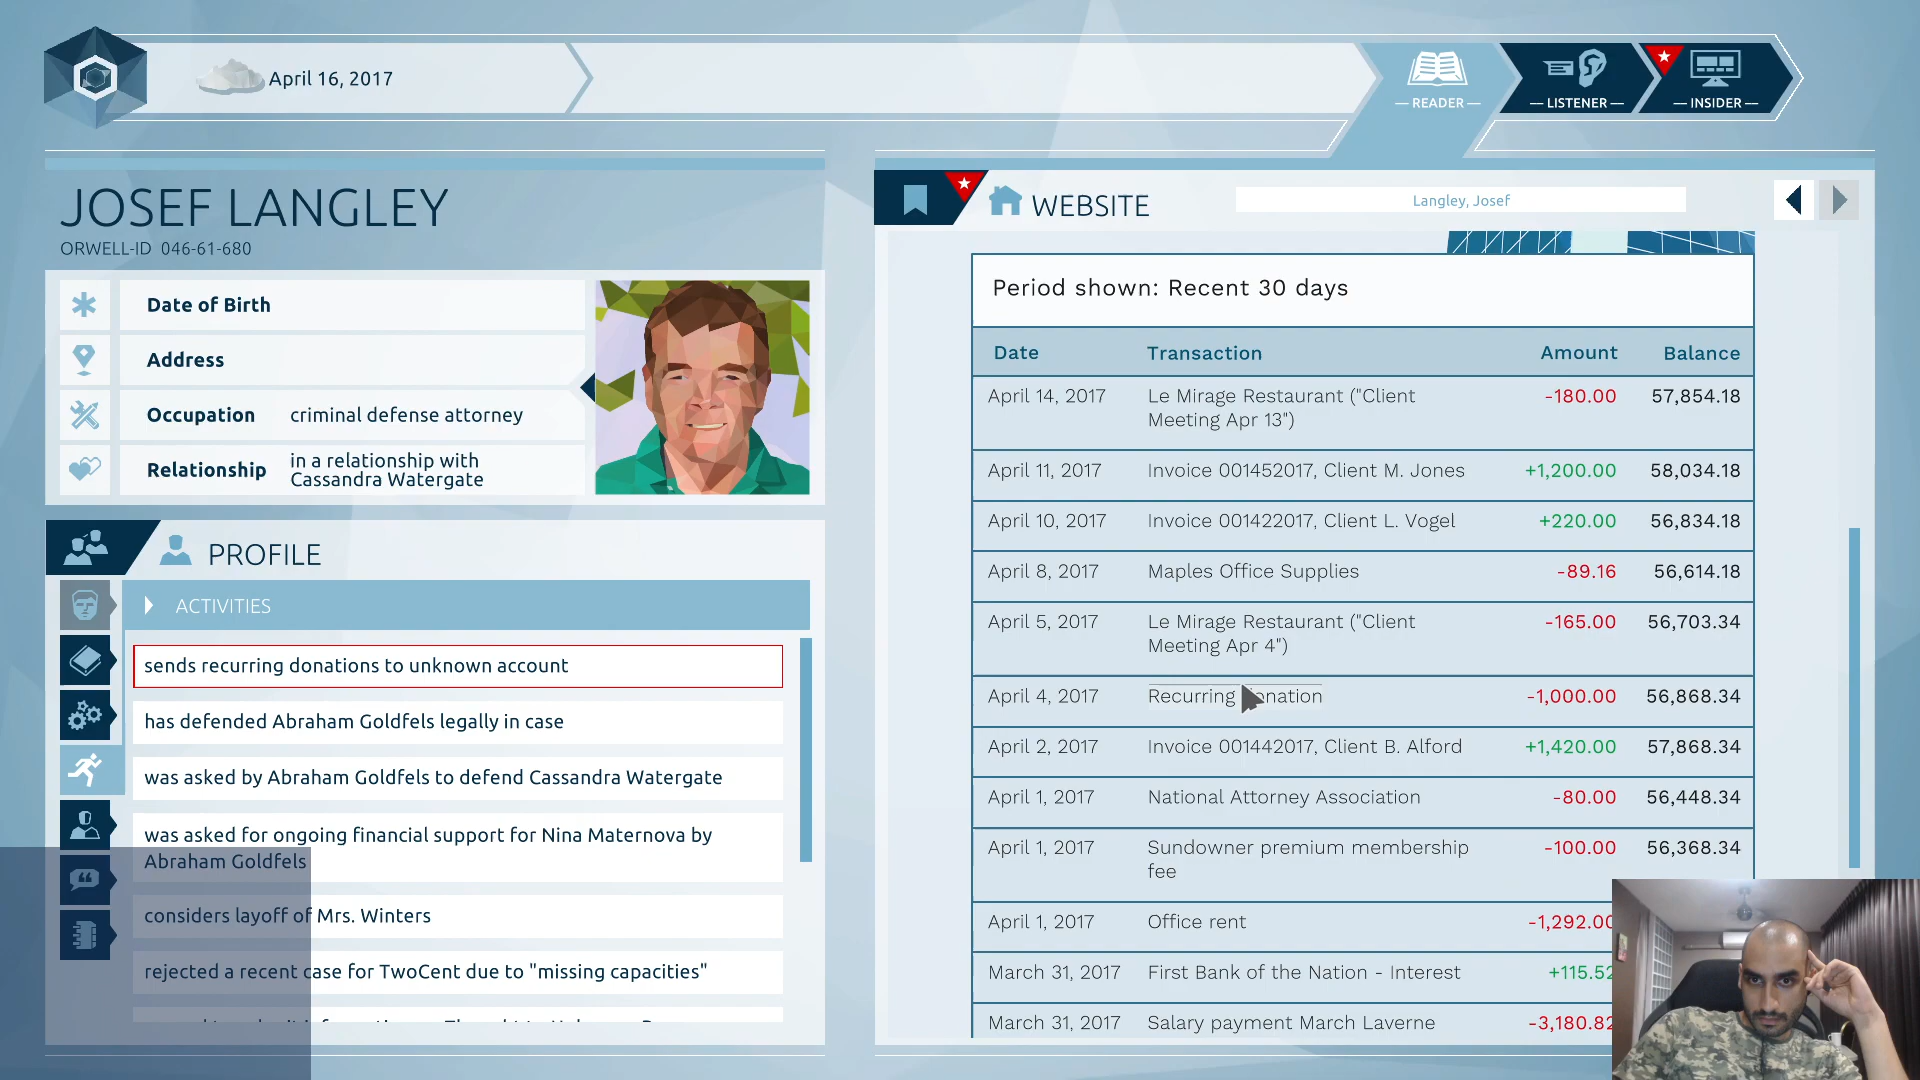 April 16, 2017
READER
LISTENER
INSIDER
JOSEF LANGLEY
ORWELL-ID 046-61-680
Date of Birth
Address
Occupation criminal defense attorney
Relationship in a relationship with
Cassandra Watergate
PROFILE
ACTIVITIES
sends recurring donations to unknown account
has defended Abraham Goldfels legally in case
was asked by Abraham Goldfels to defend Cassandra Watergate
was asked for ongoing financial support for Nina Maternova by
Abraham Goldfels
considers layoff of Mrs. Winters
rejected a recent case for TwoCent due to "missing capacities"
WEBSITE
Langley, Josef
Period shown: Recent 30 days
Date Transaction Amount Balance
April 14, 2017 Le Mirage Restaurant ("Client -180.00 57,854.18
Meeting Apr 13")
April 11, 2017 Invoice 001452017, Client M. Jones +1,200.00 58,034.18
April 10, 2017 Invoice 001422017, Client L. Vogel +220.00 56,834.18
April 8, 2017 Maples Office Supplies -89.16 56,614.18
April 5, 2017 Le Mirage Restaurant ("Client -165.00 56,703.34
Meeting Apr 4")
April 4, 2017 Recurring donation -1,000.00 56,868.34
April 2, 2017 Invoice 001442017, Client B. Alford +1,420.00 57,868.34
April 1, 2017 National Attorney Association -80.00 56,448.34
April 1, 2017 Sundowner premium membership -100.00 56,368.34
fee
April 1, 2017 Office rent -1,292.00
March 31, 2017 First Bank of the Nation - Interest +115.52
March 31, 2017 Salary payment March Laverne -3,180.82